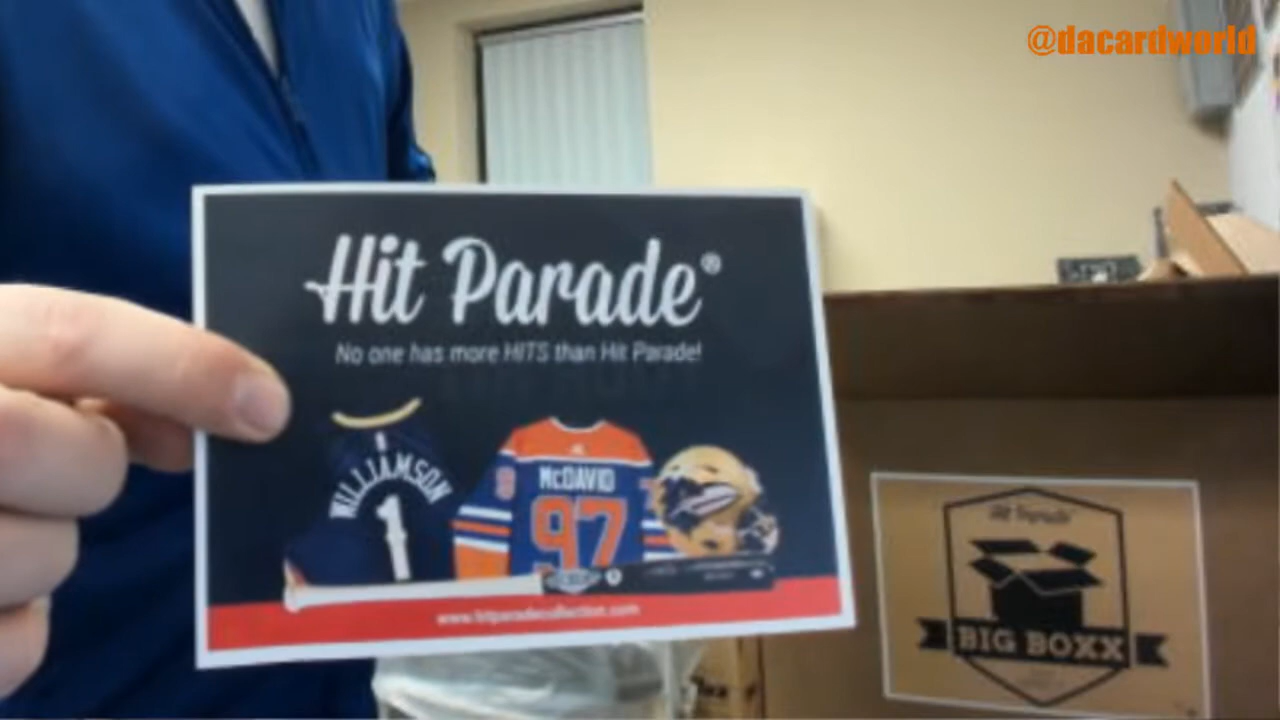 @dacardworld
Hit Parade®
No one has more HITS than Hit Parade!
WILLIAMSON
1
McDAVID
97
www.hitparadecollection.com
Hit Parade
BIG BOXX